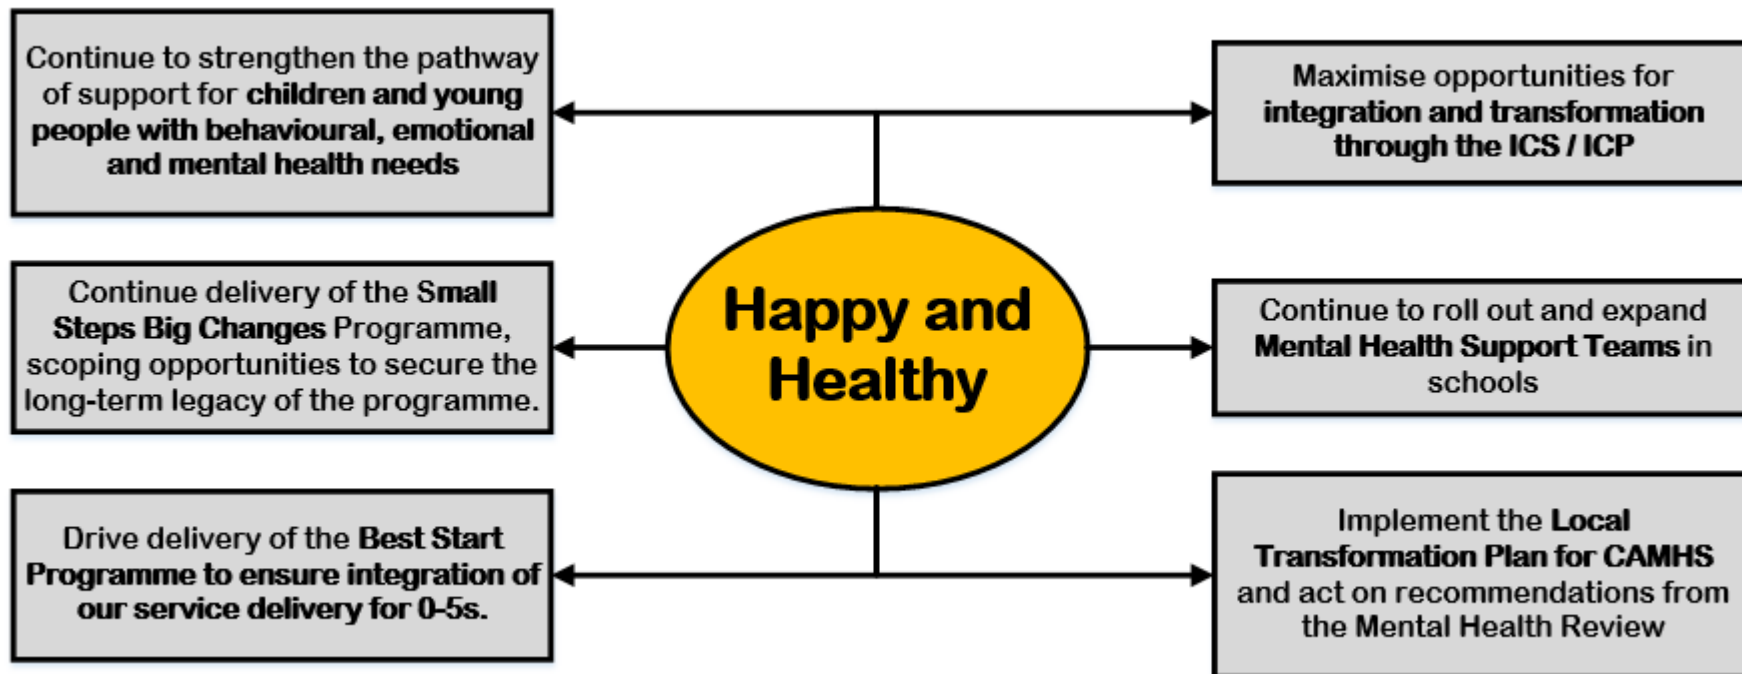 Continue to strengthen the pathway
of support for children and young
people with behavioural, emotional
and mental health needs
Maximise opportunities for
integration and transformation
through the ICS / ICP
Continue delivery of the Small
Steps Big Changes Programme,
scoping opportunities to secure the
long-term legacy of the programme.
Happy and
Healthy
Continue to roll out and expand
Mental Health Support Teams in
schools
Drive delivery of the Best Start
Programme to ensure integration of
our service delivery for 0-5s.
Implement the Local
Transformation Plan for CAMHS
and act on recommendations from
the Mental Health Review